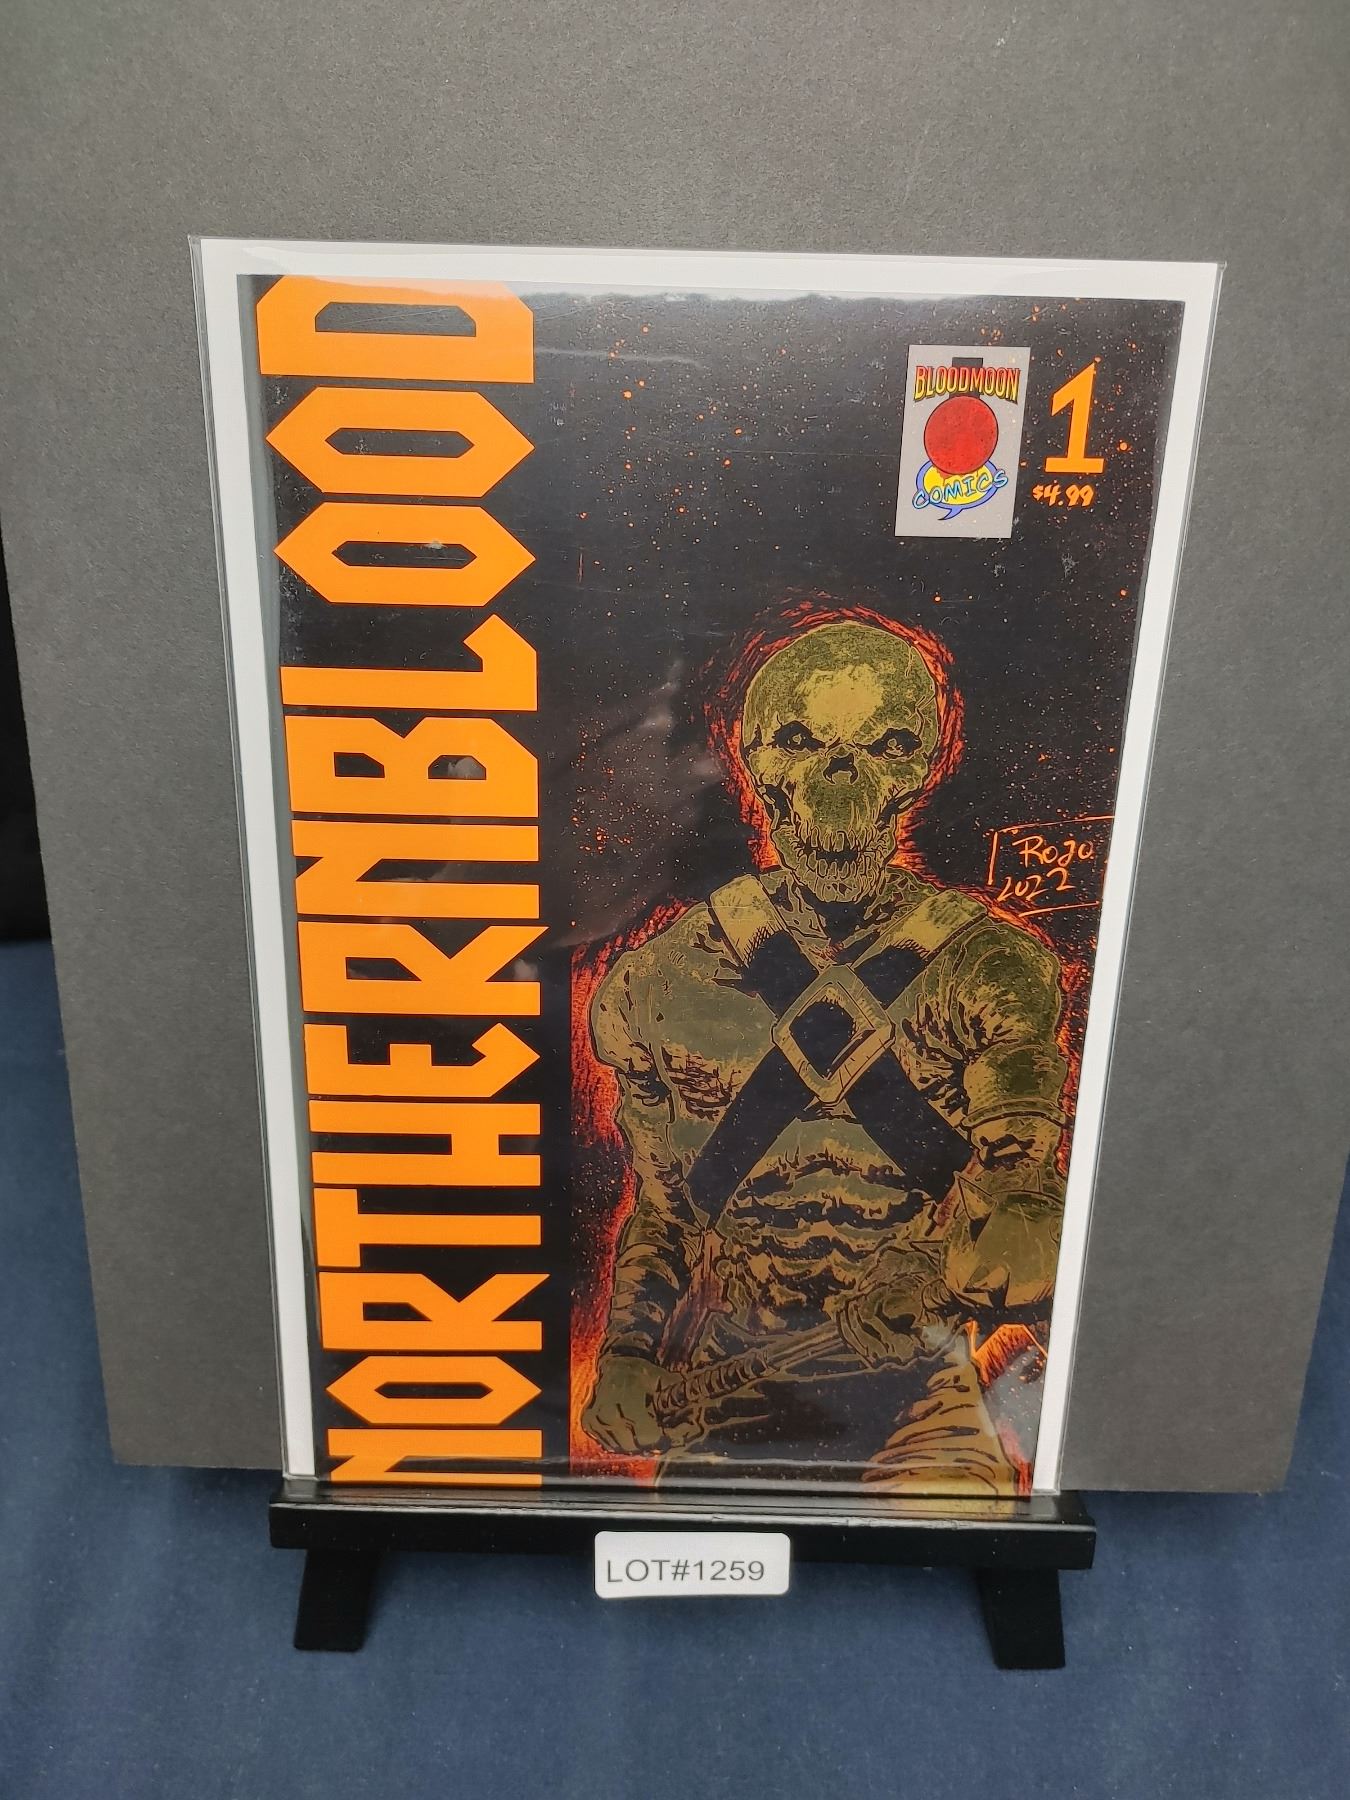 NORTHERNBLOOD
BLOODMOON
COMICS
1
$4.99
ROJO
2022
LOT#1259